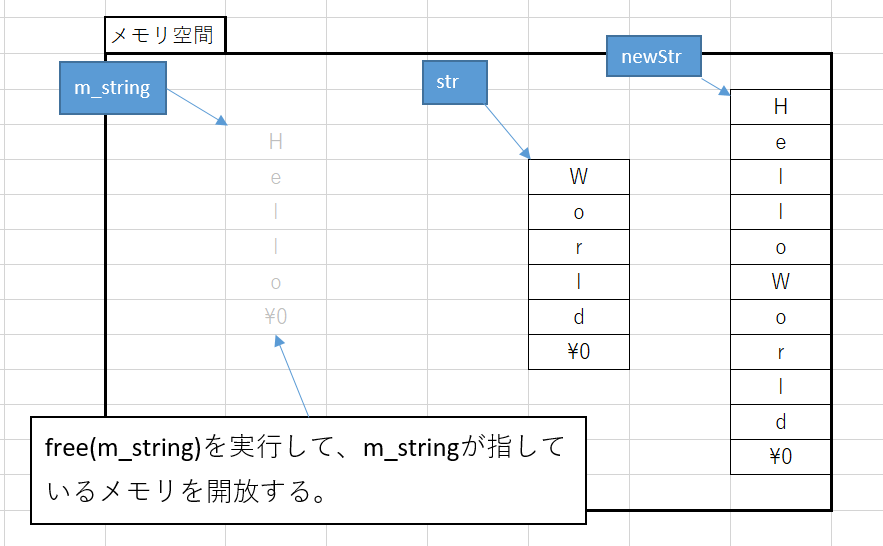 メモリ空間
m_string
str
newStr
H
e
l
l
o
¥0
W
o
r
l
d
¥0
H
e
l
l
o
W
o
r
l
d
¥0
free(m_string)を実行して、m_stringが指して
いるメモリを開放する。